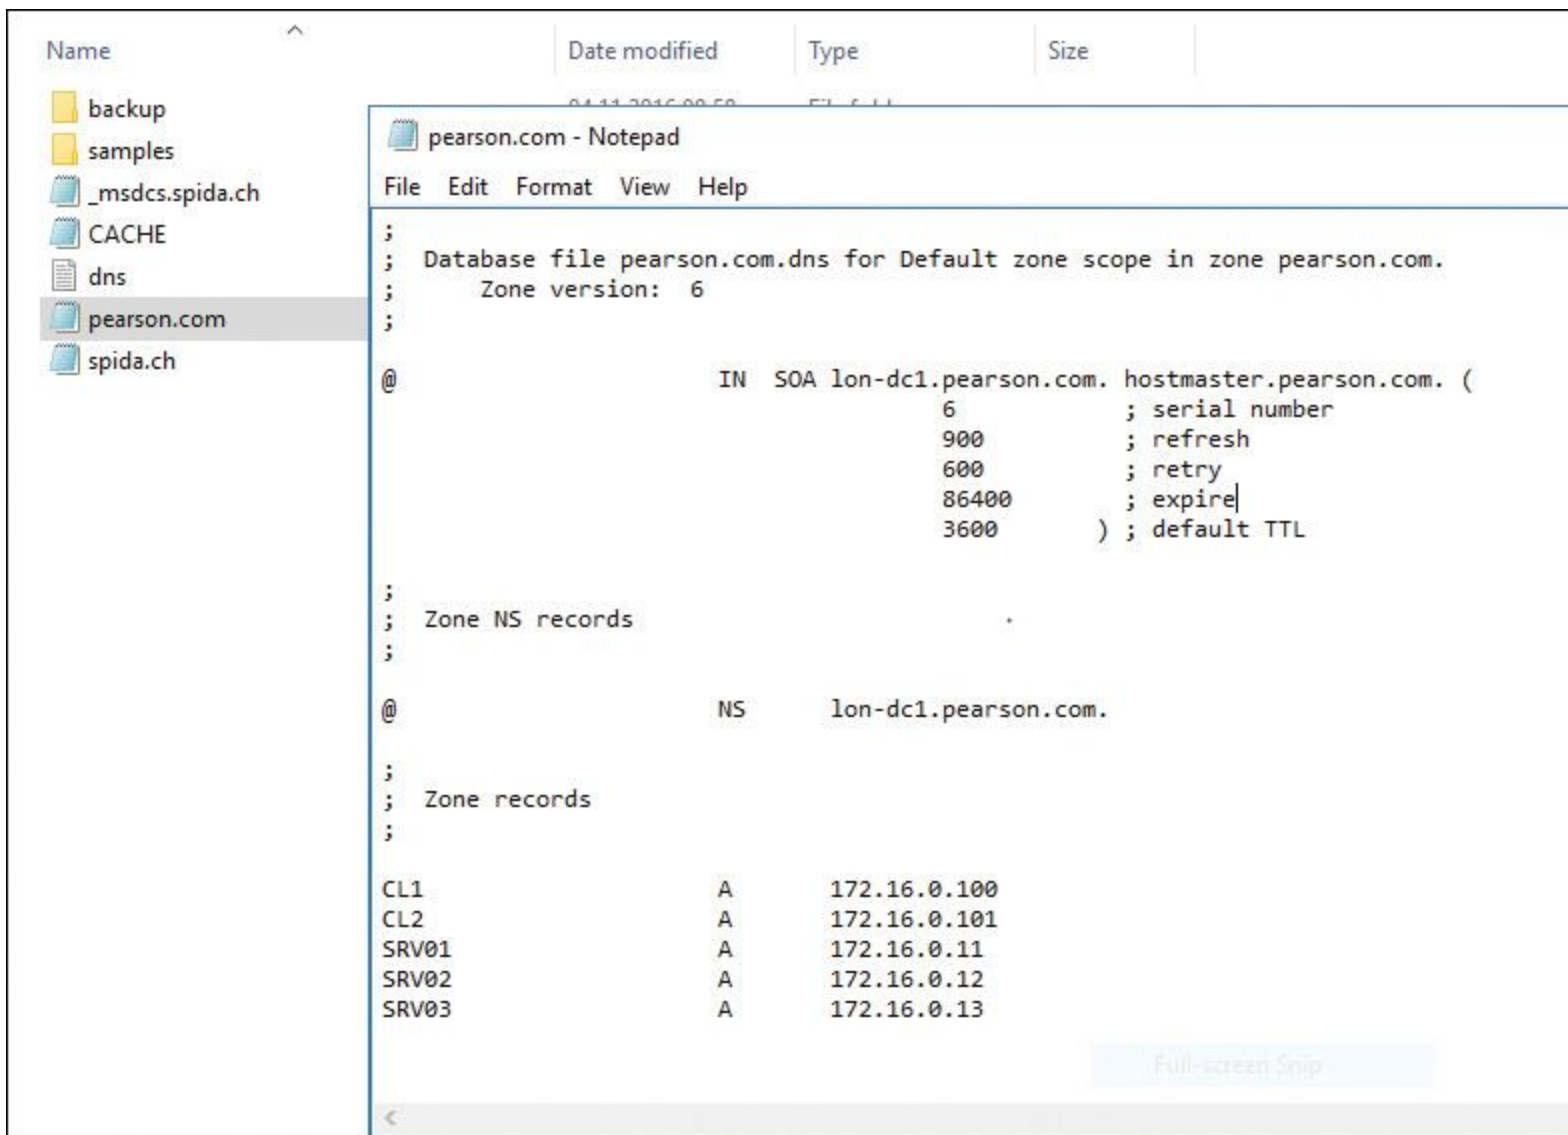 Name Date modified Type Size
backup
samples
_msdcs.spida.ch
CACHE
dns
pearson.com
spida.ch
pearson.com - Notepad
File Edit Format View Help
;
; Database file pearson.com.dns for Default zone scope in zone pearson.com.
; Zone version: 6
;
@ IN SOA lon-dc1.pearson.com. hostmaster.pearson.com. (
6 ; serial number
900 ; refresh
600 ; retry
86400 ; expire
3600 ) ; default TTL
;
; Zone NS records
;
@ NS lon-dc1.pearson.com.
;
; Zone records
;
CL1 A 172.16.0.100
CL2 A 172.16.0.101
SRV01 A 172.16.0.11
SRV02 A 172.16.0.12
SRV03 A 172.16.0.13
Full-screen Snip